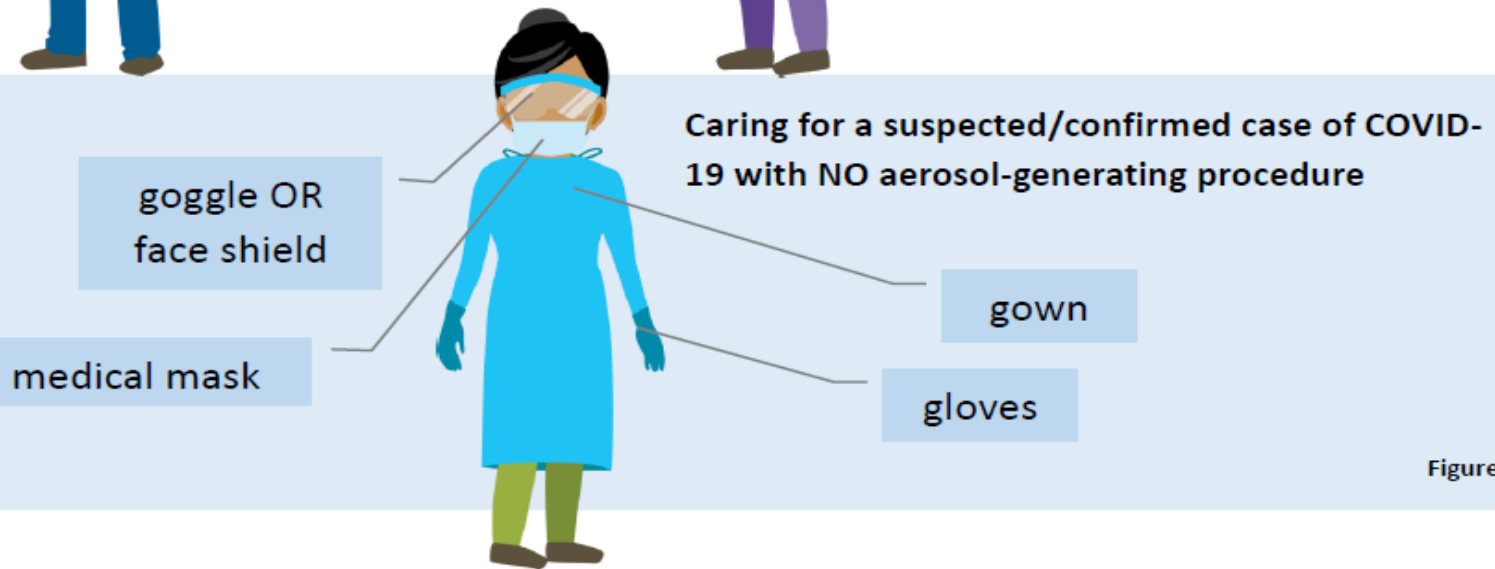 Caring for a suspected/confirmed case of COVID-
19 with NO aerosol-generating procedure
goggle OR
face shield
medical mask
gown
gloves
Figure